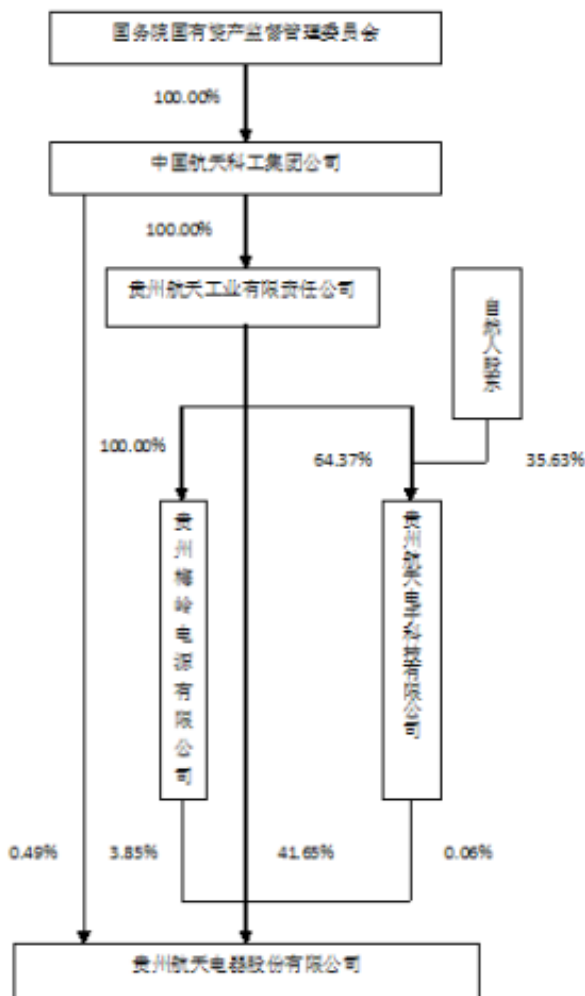 国务院国有资产监督管理委员会
100.00%
中国航天科工集团公司
100.00%
贵州航天工业有限责任公司
自然人股东
100.00%
64.37%
35.63%
贵州梅岭电源有限公司
贵州航天电子科技有限公司
0.49%
3.85%
41.65%
0.06%
贵州航天电器股份有限公司